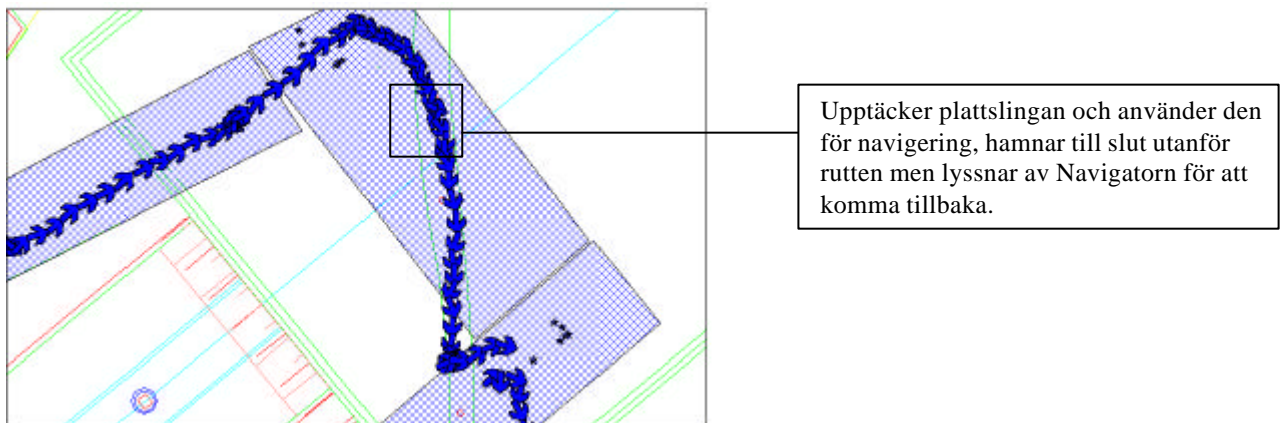 Upptäcker plattslingan och använder den
för navigering, hamnar till slut utanför
rutten men lyssnar av Navigatorn för att
komma tillbaka.